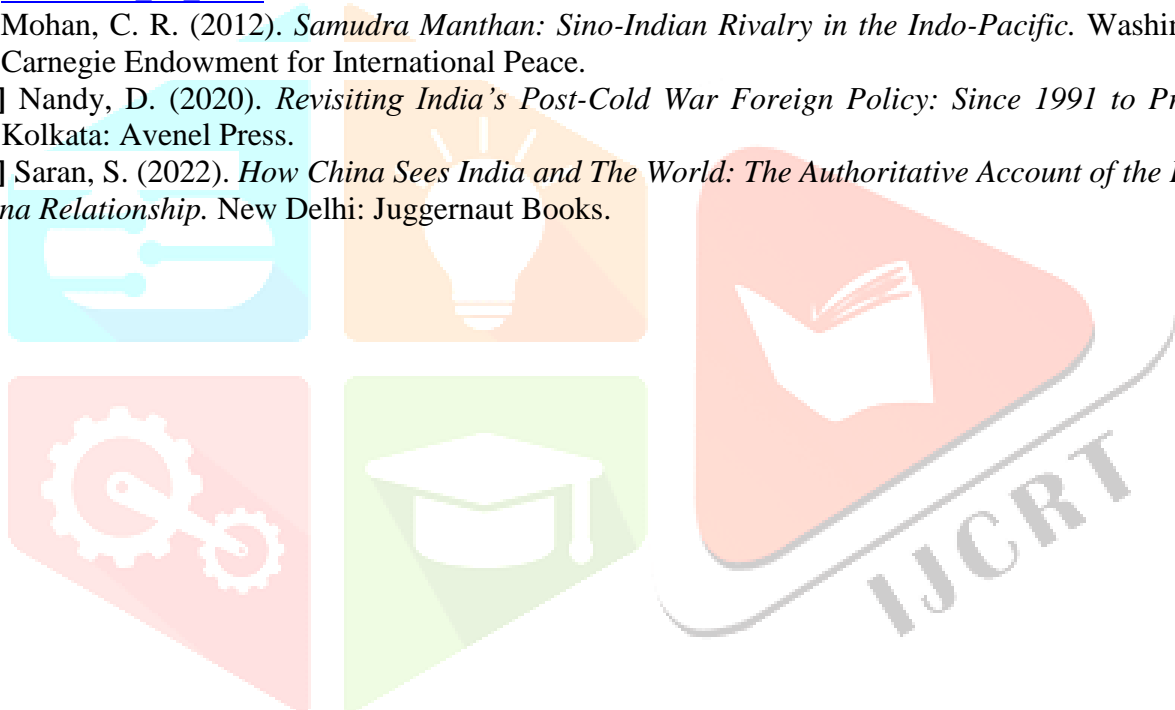 Mohan, C. R. (2012). Samudra Manthan: Sino-Indian Rivalry in the Indo-Pacific. Washin
Carnegie Endowment for International Peace.
] Nandy, D. (2020). Revisiting India’s Post-Cold War Foreign Policy: Since 1991 to Pr
Kolkata: Avenel Press.
] Saran, S. (2022). How China Sees India and The World: The Authoritative Account of the
na Relationship. New Delhi: Juggernaut Books.
IJCRT